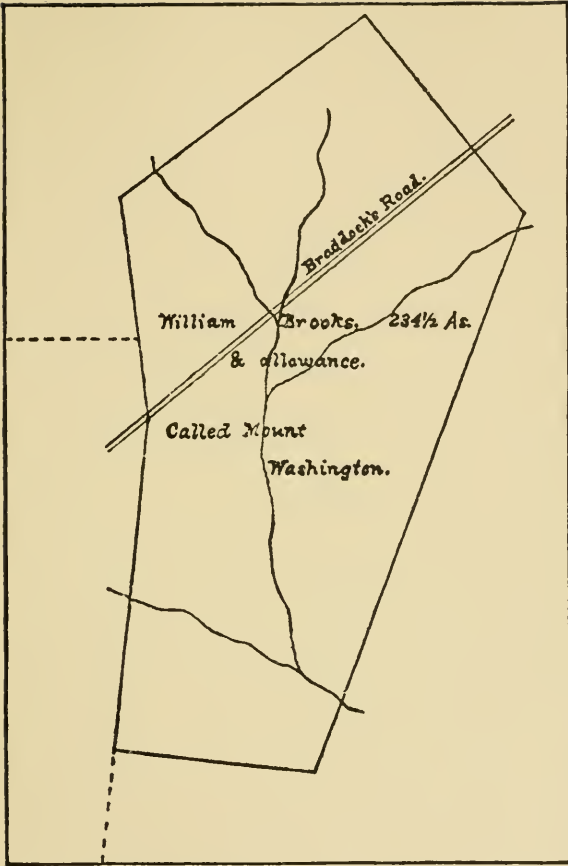 Braddock's Road.
William Brooks, 234½ As.
& allowance.
Called Mount
Washington.